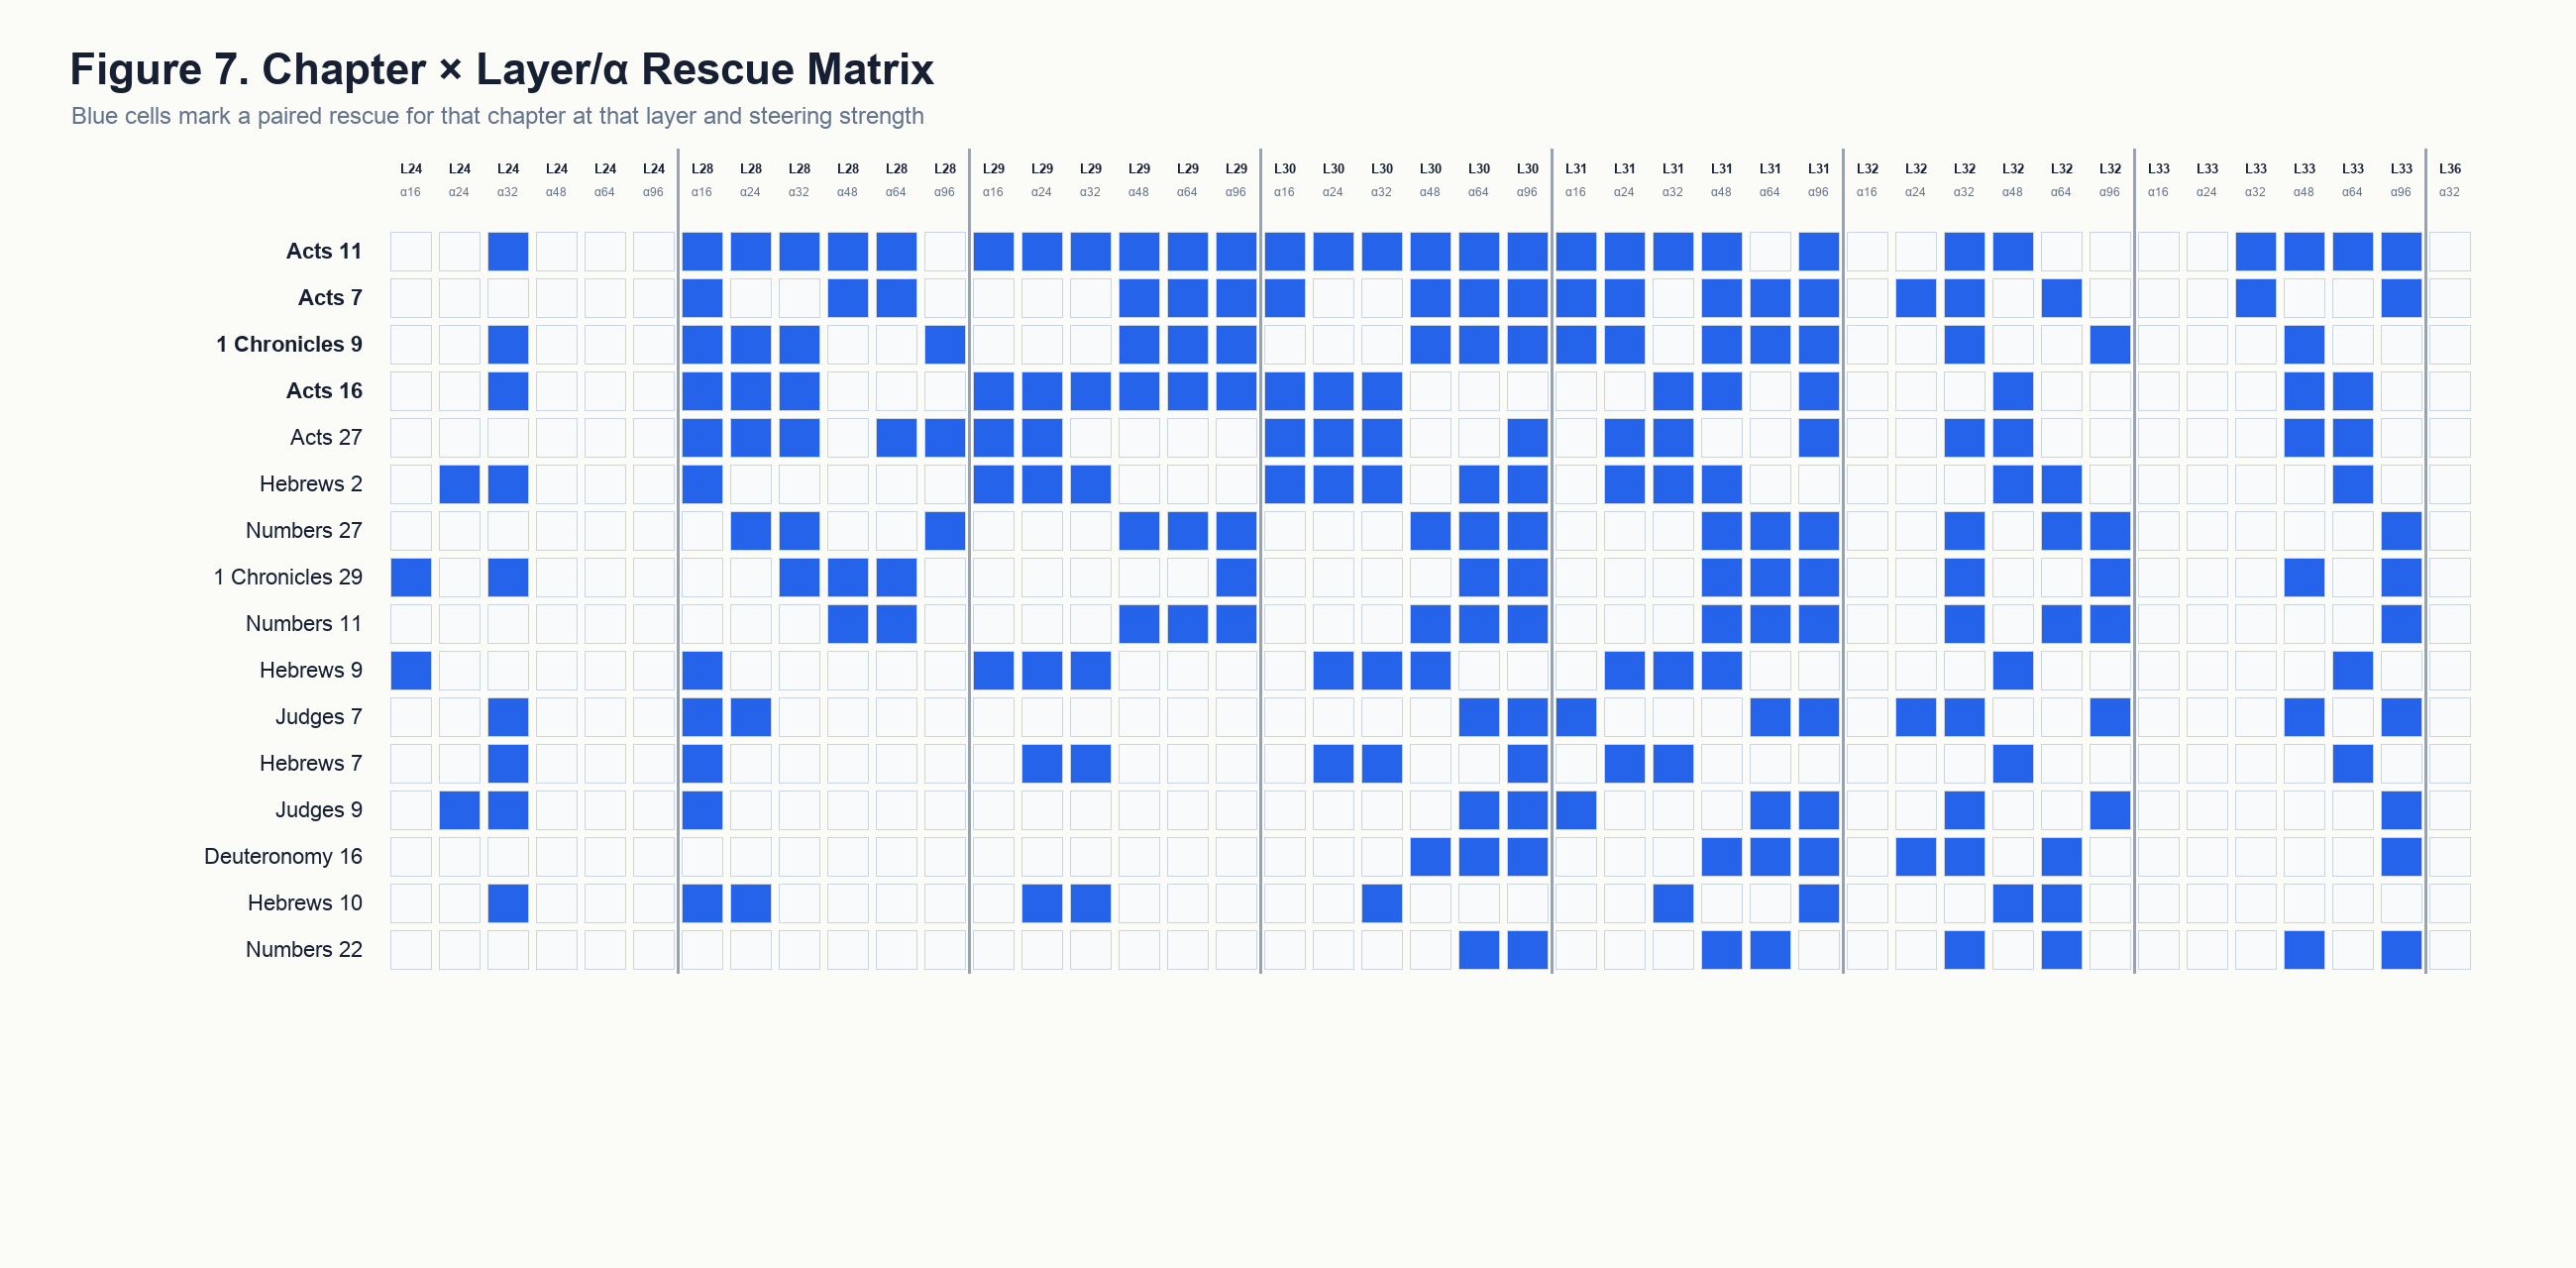 Figure 7. Chapter × Layer/α Rescue Matrix
Blue cells mark a paired rescue for that chapter at that layer and steering strength
L24 L24 L24 L24 L24 L24 L28 L28 L28 L28 L28 L28 L29 L29 L29 L29 L29 L29 L30 L30 L30 L30 L30 L30 L31 L31 L31 L31 L31 L31 L32 L32 L32 L32 L32 L32 L33 L33 L33 L33 L33 L33 L36
α16 α24 α32 α48 α64 α96 α16 α24 α32 α48 α64 α96 α16 α24 α32 α48 α64 α96 α16 α24 α32 α48 α64 α96 α16 α24 α32 α48 α64 α96 α16 α24 α32 α48 α64 α96 α16 α24 α32 α48 α64 α96 α32
Acts 11
Acts 7
1 Chronicles 9
Acts 16
Acts 27
Hebrews 2
Numbers 27
1 Chronicles 29
Numbers 11
Hebrews 9
Judges 7
Hebrews 7
Judges 9
Deuteronomy 16
Hebrews 10
Numbers 22